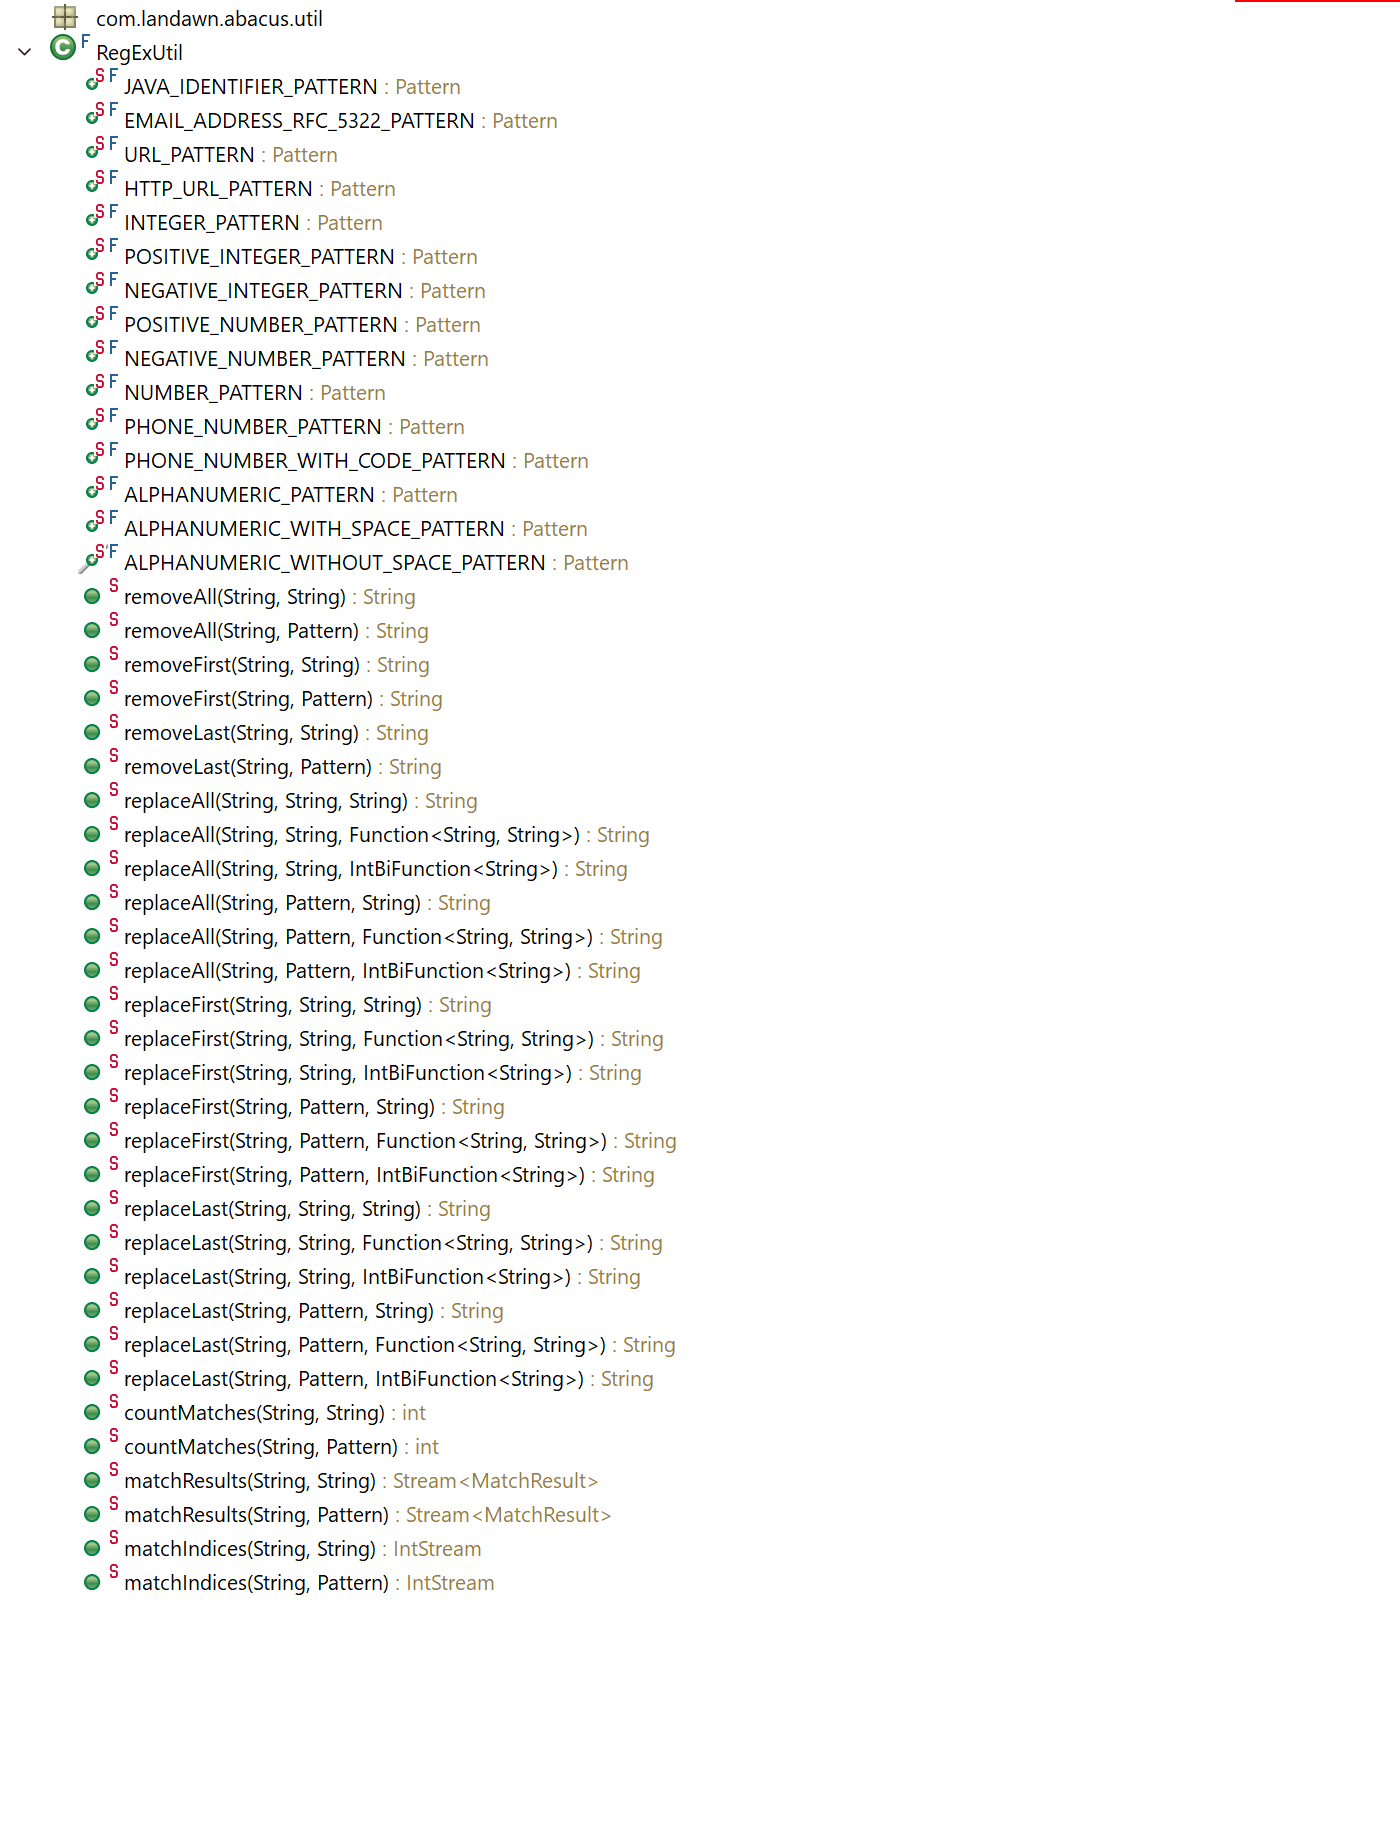 com.landawn.abacus.util
C F RegExUtil
S F JAVA_IDENTIFIER_PATTERN : Pattern
S F EMAIL_ADDRESS_RFC_5322_PATTERN : Pattern
S F URL_PATTERN : Pattern
S F HTTP_URL_PATTERN : Pattern
S F INTEGER_PATTERN : Pattern
S F POSITIVE_INTEGER_PATTERN : Pattern
S F NEGATIVE_INTEGER_PATTERN : Pattern
S F POSITIVE_NUMBER_PATTERN : Pattern
S F NEGATIVE_NUMBER_PATTERN : Pattern
S F NUMBER_PATTERN : Pattern
S F PHONE_NUMBER_PATTERN : Pattern
S F PHONE_NUMBER_WITH_CODE_PATTERN : Pattern
S F ALPHANUMERIC_PATTERN : Pattern
S F ALPHANUMERIC_WITH_SPACE_PATTERN : Pattern
S F ALPHANUMERIC_WITHOUT_SPACE_PATTERN : Pattern
S removeAll(String, String) : String
S removeAll(String, Pattern) : String
S removeFirst(String, String) : String
S removeFirst(String, Pattern) : String
S removeLast(String, String) : String
S removeLast(String, Pattern) : String
S replaceAll(String, String, String) : String
S replaceAll(String, String, Function<String, String>) : String
S replaceAll(String, String, IntBiFunction<String>) : String
S replaceAll(String, Pattern, String) : String
S replaceAll(String, Pattern, Function<String, String>) : String
S replaceAll(String, Pattern, IntBiFunction<String>) : String
S replaceFirst(String, String, String) : String
S replaceFirst(String, String, Function<String, String>) : String
S replaceFirst(String, String, IntBiFunction<String>) : String
S replaceFirst(String, Pattern, String) : String
S replaceFirst(String, Pattern, Function<String, String>) : String
S replaceFirst(String, Pattern, IntBiFunction<String>) : String
S replaceLast(String, String, String) : String
S replaceLast(String, String, Function<String, String>) : String
S replaceLast(String, String, IntBiFunction<String>) : String
S replaceLast(String, Pattern, String) : String
S replaceLast(String, Pattern, Function<String, String>) : String
S replaceLast(String, Pattern, IntBiFunction<String>) : String
S countMatches(String, String) : int
S countMatches(String, Pattern) : int
S matchResults(String, String) : Stream<MatchResult>
S matchResults(String, Pattern) : Stream<MatchResult>
S matchIndices(String, String) : IntStream
S matchIndices(String, Pattern) : IntStream